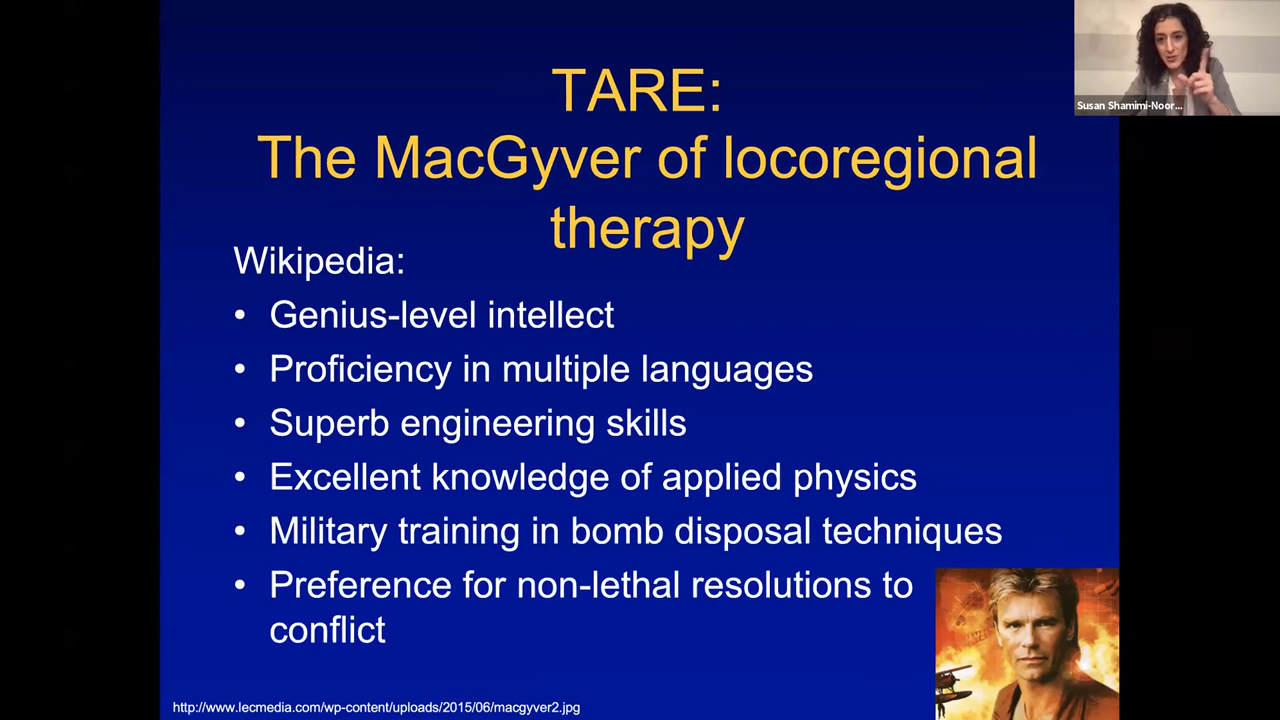 TARE:
The MacGyver of locoregional
therapy
Wikipedia:
• Genius-level intellect
• Proficiency in multiple languages
• Superb engineering skills
• Excellent knowledge of applied physics
• Military training in bomb disposal techniques
• Preference for non-lethal resolutions to
conflict
http://www.lecmedia.com/wp-content/uploads/2015/06/macgyver2.jpg
Susan Shamimi-Noor...